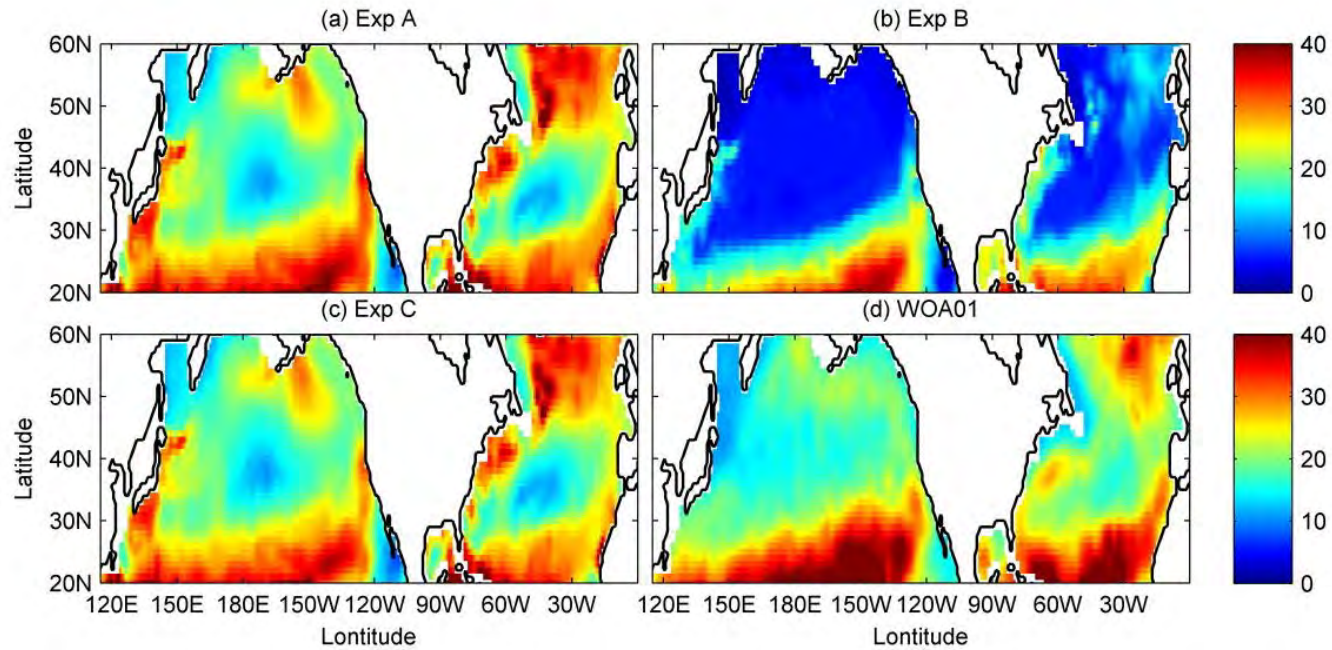 (a) Exp A
(b) Exp B
60N
50N
40N
30N
20N
Latitude
40
30
20
10
0
(c) Exp C
(d) WOA01
60N
50N
40N
30N
20N
Latitude
40
30
20
10
0
120E 150E 180E 150W 120W 90W 60W 30W
120E 150E 180E 150W 120W 90W 60W 30W
Lontitude
Lontitude